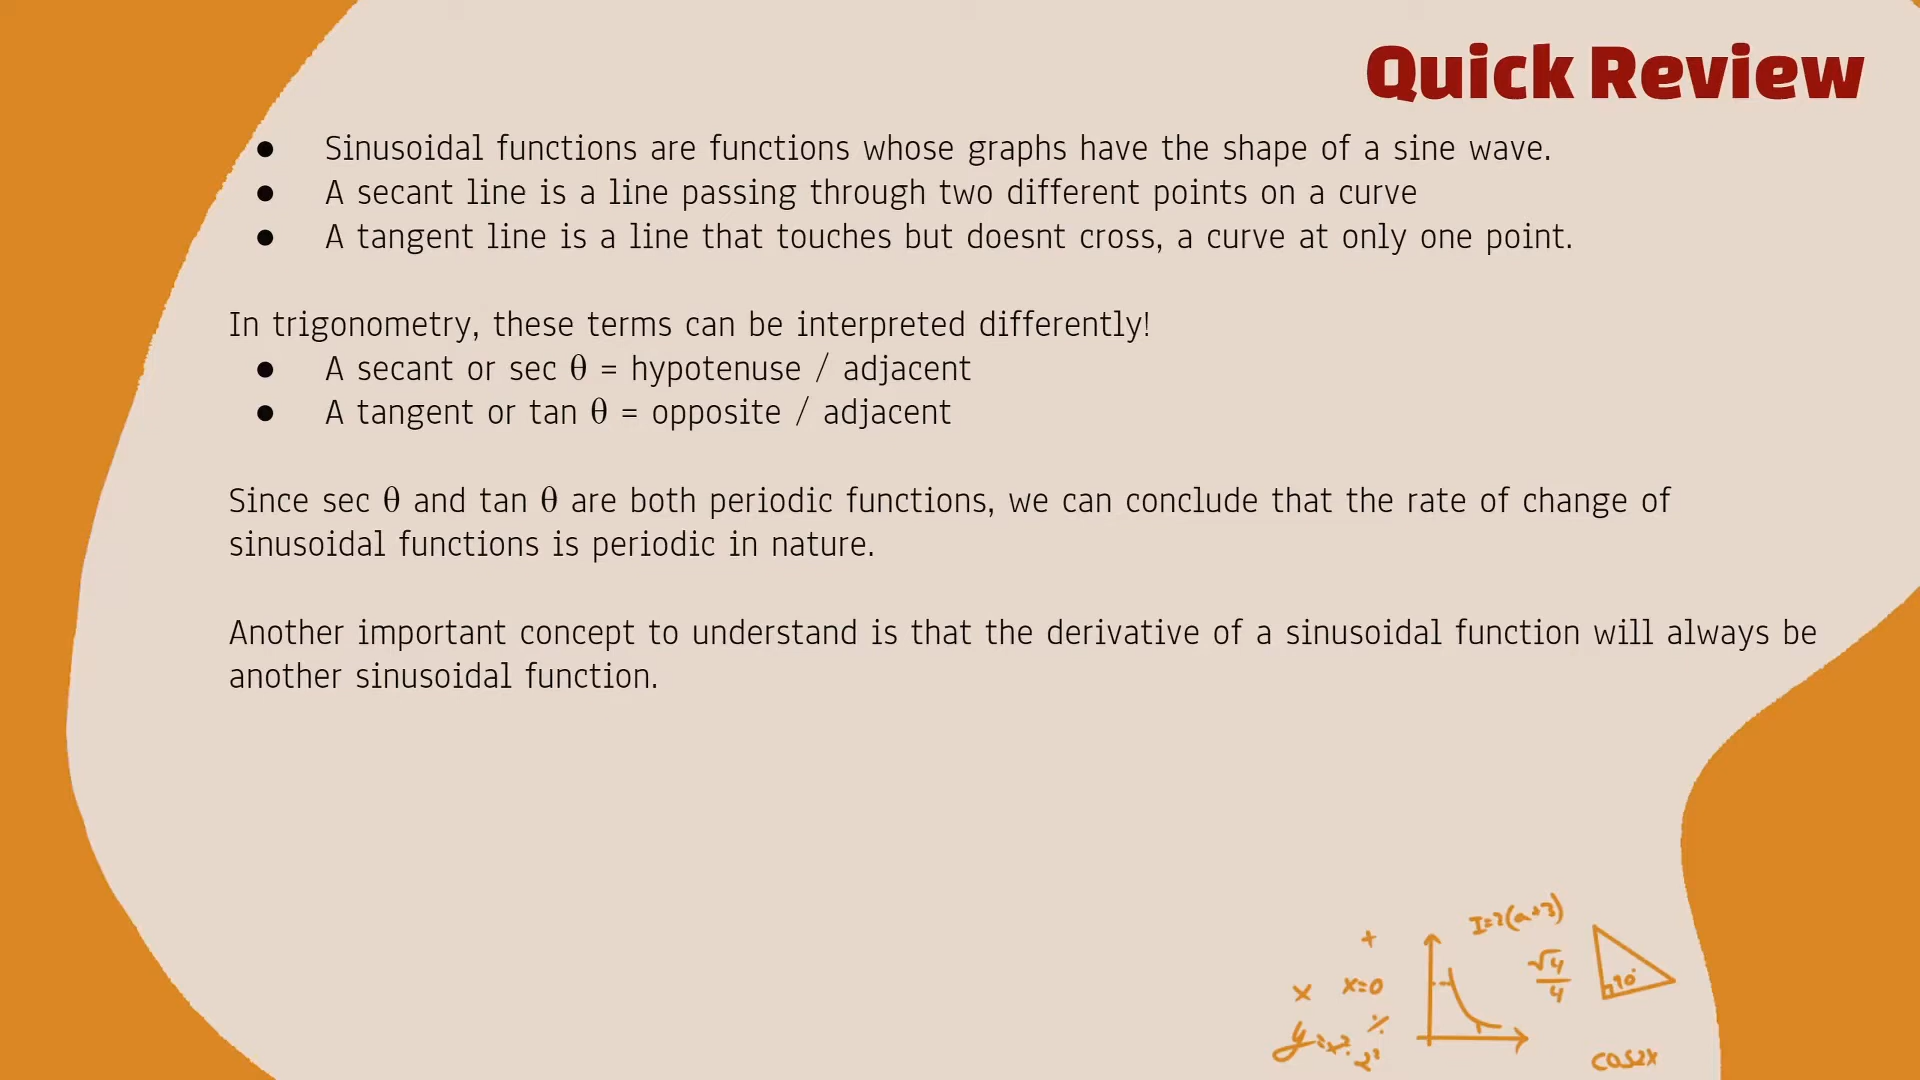 Quick Review
● Sinusoidal functions are functions whose graphs have the shape of a sine wave.
● A secant line is a line passing through two different points on a curve
● A tangent line is a line that touches but doesnt cross, a curve at only one point.
In trigonometry, these terms can be interpreted differently!
● A secant or sec θ = hypotenuse / adjacent
● A tangent or tan θ = opposite / adjacent
Since sec θ and tan θ are both periodic functions, we can conclude that the rate of change of
sinusoidal functions is periodic in nature.
Another important concept to understand is that the derivative of a sinusoidal function will always be
another sinusoidal function.
+
x x=0
√4
4
90°
cos2x